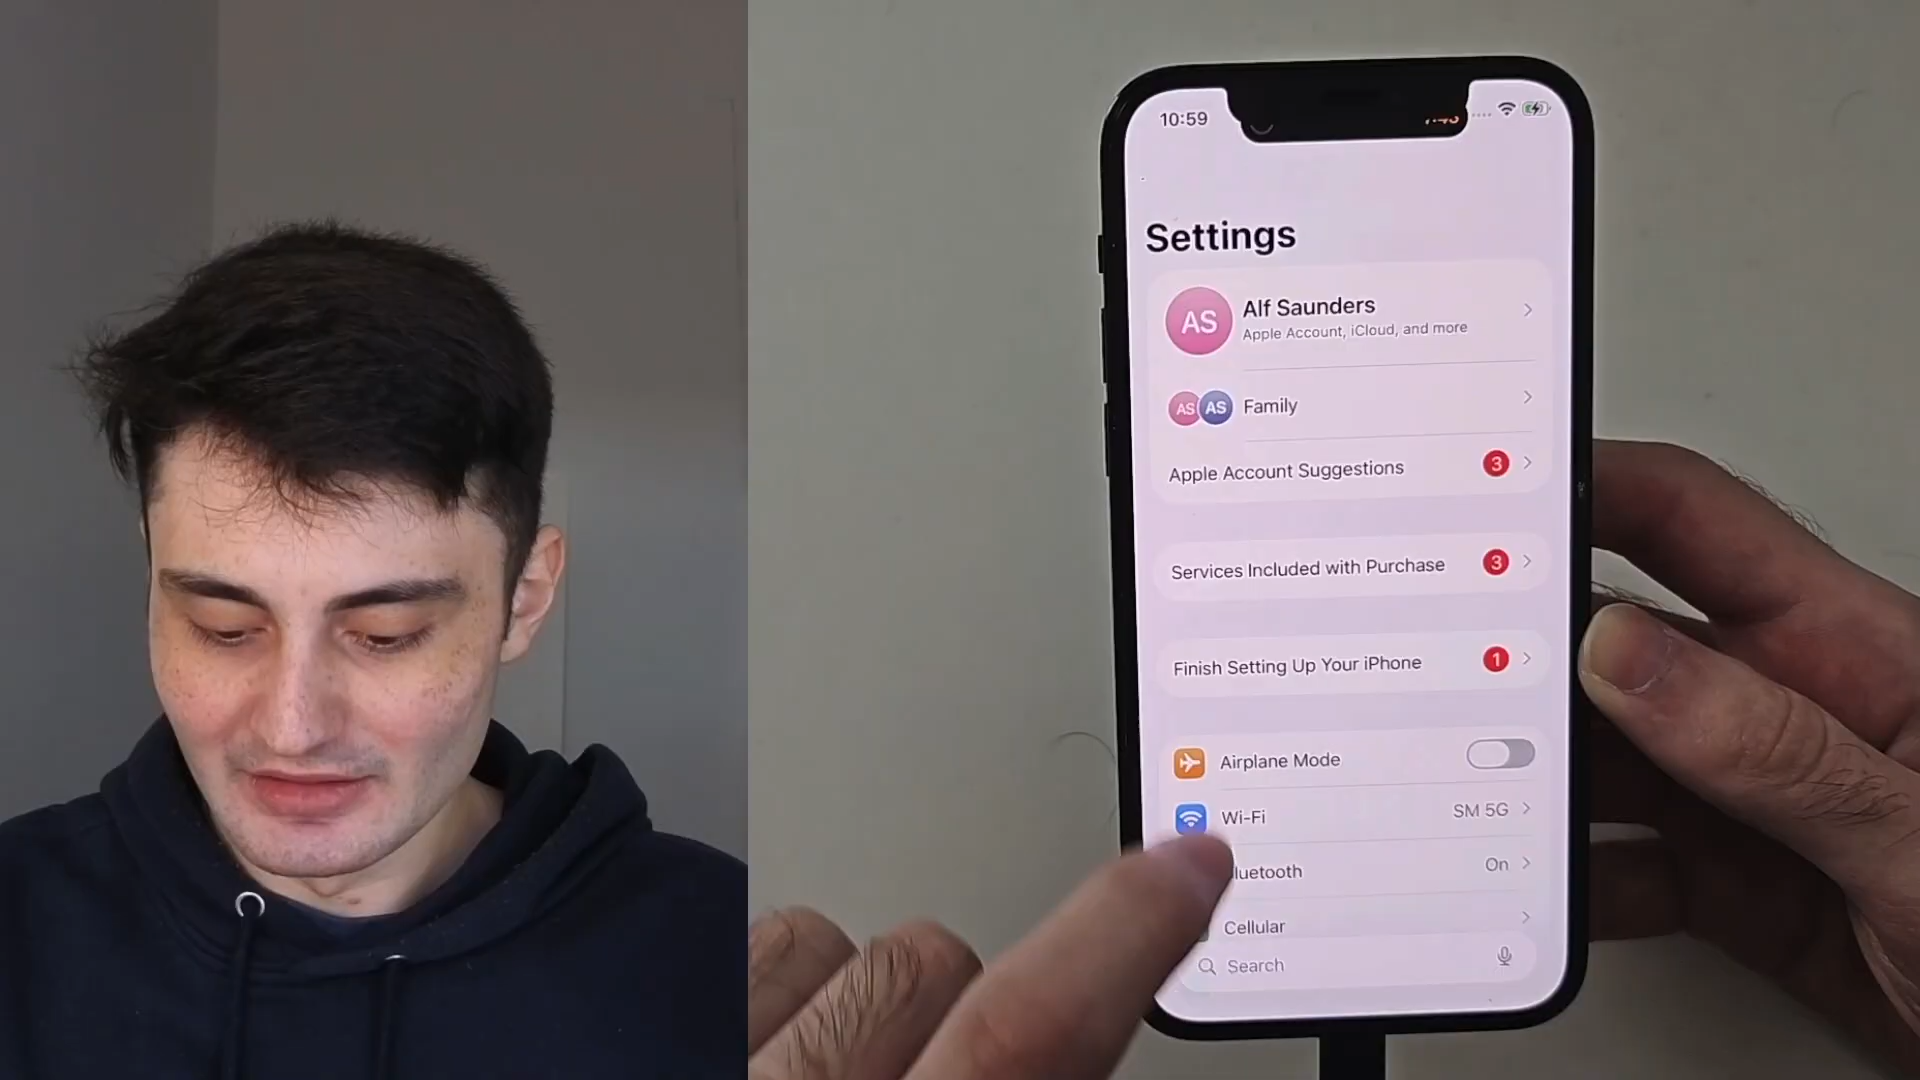 10:59
Settings
AS
Alf Saunders
Apple Account, iCloud, and more
AS AS Family
Apple Account Suggestions 3
Services Included with Purchase 3
Finish Setting Up Your iPhone 1
Airplane Mode
Wi-Fi SM 5G
luetooth On
Cellular
Search